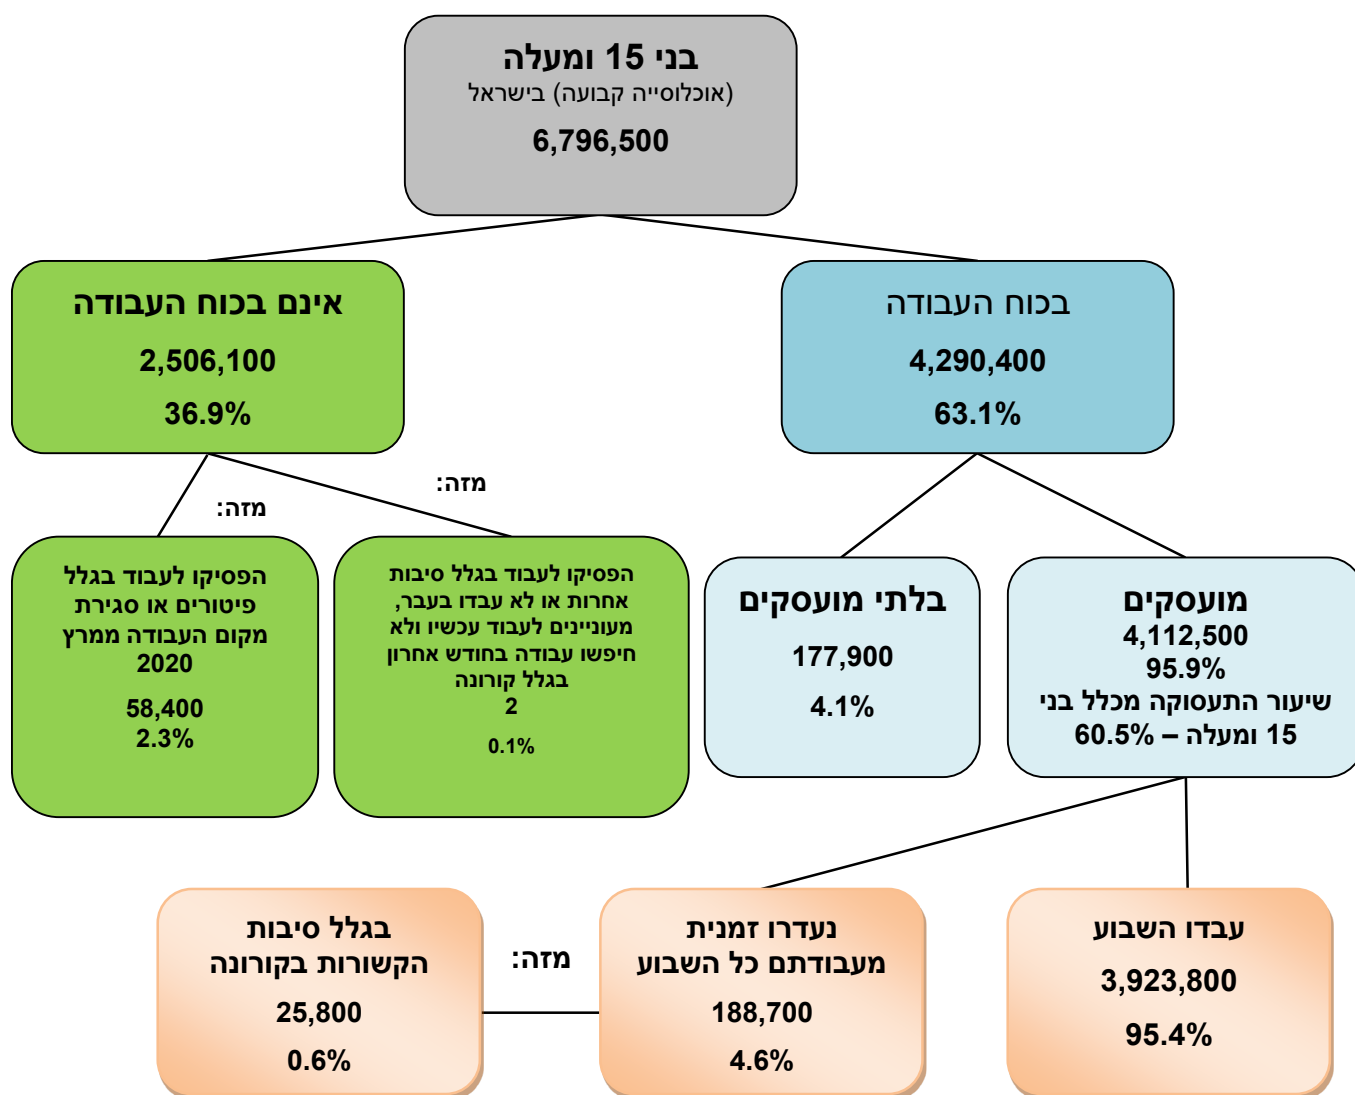 בני 15 ומעלה
(אוכלוסייה קבועה) בישראל
6,796,500
בכוח העבודה
4,290,400
63.1%
אינם בכוח העבודה
2,506,100
36.9%
מועסקים
4,112,500
95.9%
שיעור התעסוקה מכלל בני
15 ומעלה – 60.5%
בלתי מועסקים
177,900
4.1%
מזה:
הפסיקו לעבוד בגלל סיבות
אחרות או לא עבדו בעבר,
מעוניינים לעבוד עכשיו ולא
חיפשו עבודה בחודש אחרון
בגלל קורונה
2
0.1%
מזה:
הפסיקו לעבוד בגלל
פיטורים או סגירת
מקום העבודה ממרץ
2020
58,400
2.3%
עבדו השבוע
3,923,800
95.4%
נעדרו זמנית
מעבודתם כל השבוע
188,700
4.6%
מזה:
בגלל סיבות
הקשורות בקורונה
25,800
0.6%